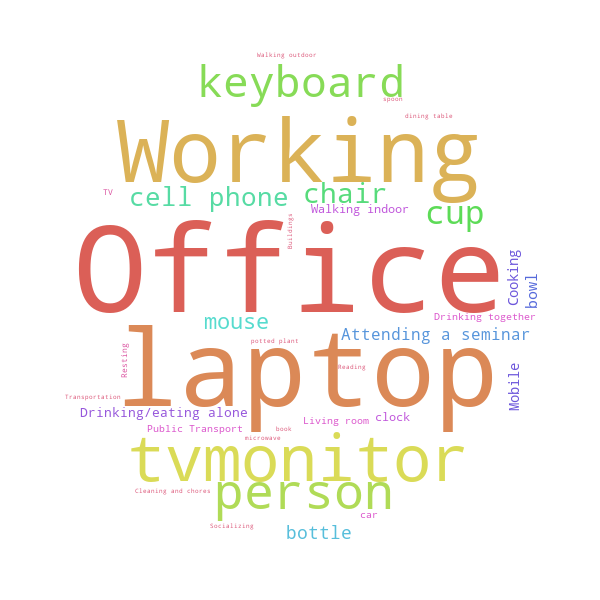 Walking outdoor
keyboard
spoon
dining table
Working
TV
cell phone
chair
Walking indoor
cup
Buildings
Office
Cooking
bowl
Drinking together
mouse
Attending a seminar
laptop
potted plant
Resting
Reading
Mobile
Transportation
Drinking/eating alone
Living room
clock
Public Transport
book
microwave
tvmonitor
person
Cleaning and chores
car
Socializing
bottle